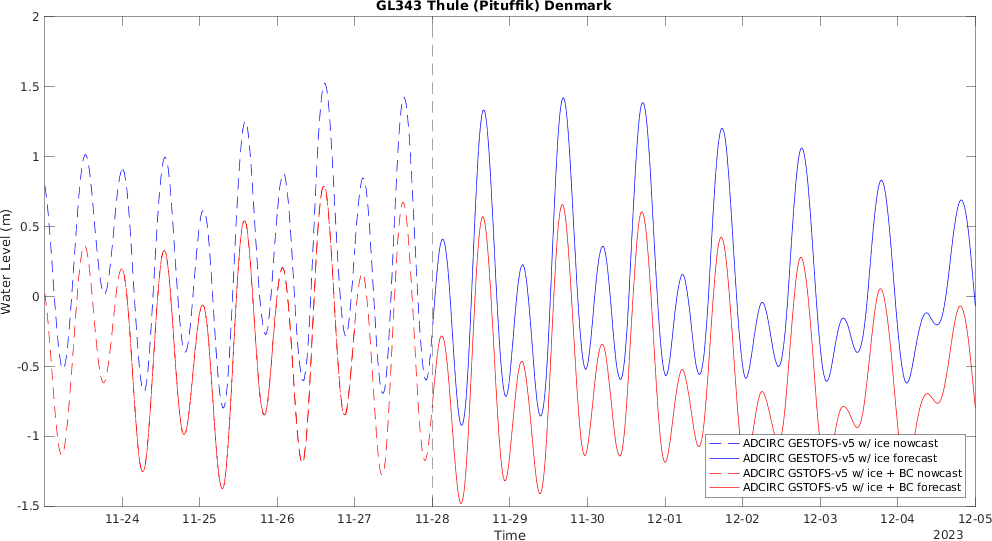 GL343 Thule (Pituffik) Denmark
2
1.5
1
0.5
0
-0.5
-1
-1.5
Water Level (m)
ADCIRC GESTOFS-v5 w/ ice nowcast
ADCIRC GESTOFS-v5 w/ ice forecast
ADCIRC GSTOFS-v5 w/ ice + BC nowcast
ADCIRC GSTOFS-v5 w/ ice + BC forecast
11-24 11-25 11-26 11-27 11-28 11-29 11-30 12-01 12-02 12-03 12-04 12-05
Time
2023